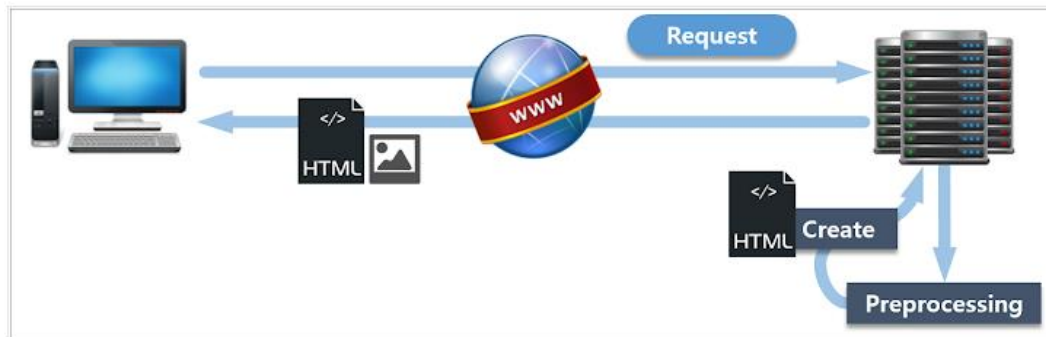 Request
WWW
</>
HTML
</>
HTML
Create
Preprocessing